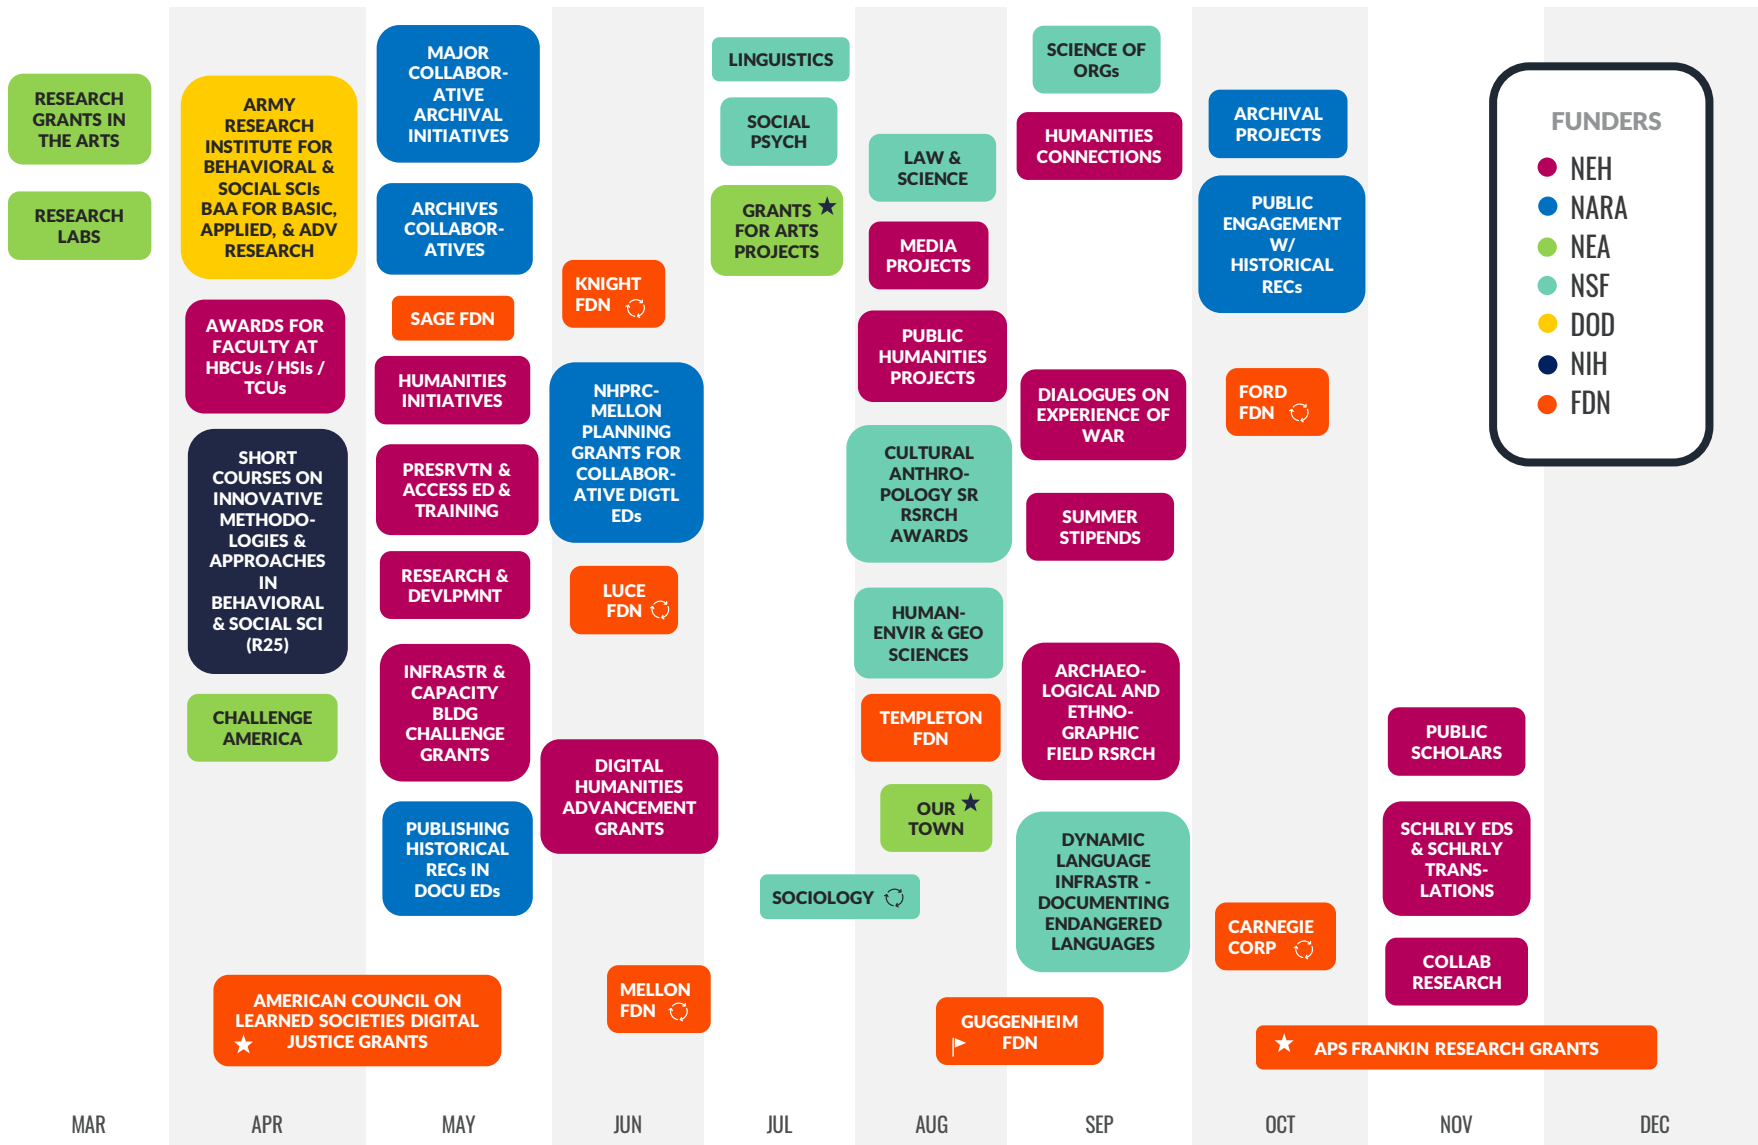 RESEARCH
GRANTS IN
THE ARTS
RESEARCH
LABS
ARMY
RESEARCH
INSTITUTE FOR
BEHAVIORAL &
SOCIAL SCIs
BAA FOR BASIC,
APPLIED, & ADV
RESEARCH
AWARDS FOR
FACULTY AT
HBCUs / HSIs /
TCUs
SHORT
COURSES ON
INNOVATIVE
METHODO-
LOGIES &
APPROACHES
IN
BEHAVIORAL
& SOCIAL SCI
(R25)
CHALLENGE
AMERICA
AMERICAN COUNCIL ON
LEARNED SOCIETIES DIGITAL
JUSTICE GRANTS
MAJOR
COLLABOR-
ATIVE
ARCHIVAL
INITIATIVES
ARCHIVES
COLLABOR-
ATIVES
SAGE FDN
HUMANITIES
INITIATIVES
PRESRVTN &
ACCESS ED &
TRAINING
RESEARCH &
DEVLPMNT
INFRASTR &
CAPACITY
BLDG
CHALLENGE
GRANTS
PUBLISHING
HISTORICAL
RECs IN
DOCU EDs
KNIGHT
FDN
NHPRC-
MELLON
PLANNING
GRANTS FOR
COLLABOR-
ATIVE DIGTL
EDs
LUCE
FDN
DIGITAL
HUMANITIES
ADVANCEMENT
GRANTS
MELLON
FDN
LINGUISTICS
SOCIAL
PSYCH
GRANTS
FOR ARTS
PROJECTS
SOCIOLOGY
LAW &
SCIENCE
MEDIA
PROJECTS
PUBLIC
HUMANITIES
PROJECTS
CULTURAL
ANTHRO-
POLOGY SR
RSRCH
AWARDS
HUMAN-
ENVIR & GEO
SCIENCES
TEMPLETON
FDN
OUR
TOWN
GUGGENHEIM
FDN
SCIENCE OF
ORGs
HUMANITIES
CONNECTIONS
DIALOGUES ON
EXPERIENCE OF
WAR
SUMMER
STIPENDS
ARCHAEO-
LOGICAL AND
ETHNO-
GRAPHIC
FIELD RSRCH
DYNAMIC
LANGUAGE
INFRASTR -
DOCUMENTING
ENDANGERED
LANGUAGES
ARCHIVAL
PROJECTS
PUBLIC
ENGAGEMENT
W/
HISTORICAL
RECs
FORD
FDN
CARNEGIE
CORP
APS FRANKIN RESEARCH GRANTS
PUBLIC
SCHOLARS
SCHLRLY EDS
& SCHLRLY
TRANS-
LATIONS
COLLAB
RESEARCH
FUNDERS
NEH
NARA
NEA
NSF
DOD
NIH
FDN
MAR
APR
MAY
JUN
JUL
AUG
SEP
OCT
NOV
DEC